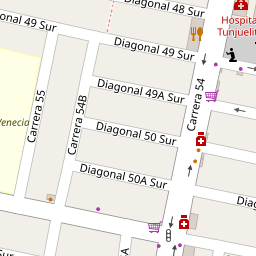 Diagonal 48 Sur
Hospital
Tunjuelit
onal 49 Sur
Diagonal 49 Sur
Diagonal 49A Sur
Carrera 54
Carrera 55
Carrera 54B
Venecia
Diagonal 50 Sur
Diagonal 50A Sur